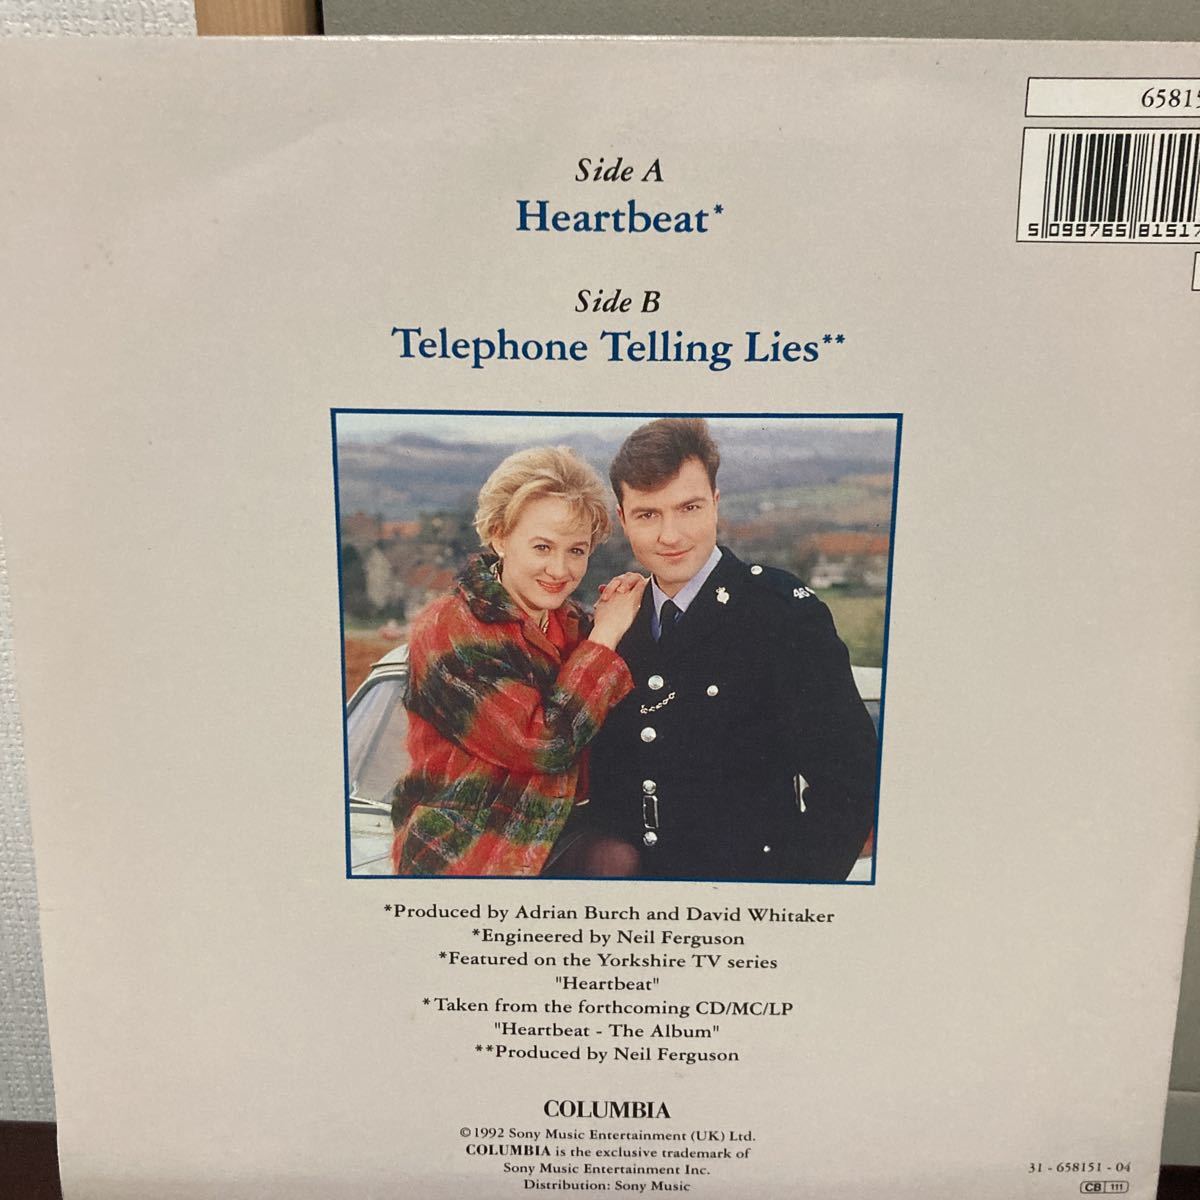 65815
5 099765 81517
Side A
Heartbeat*
Side B
Telephone Telling Lies**
*Produced by Adrian Burch and David Whitaker
*Engineered by Neil Ferguson
*Featured on the Yorkshire TV series
"Heartbeat"
*Taken from the forthcoming CD/MC/LP
"Heartbeat - The Album"
**Produced by Neil Ferguson
COLUMBIA
©1992 Sony Music Entertainment (UK) Ltd.
COLUMBIA is the exclusive trademark of
Sony Music Entertainment Inc.
Distribution: Sony Music
31 - 658151 - 04
CB 111